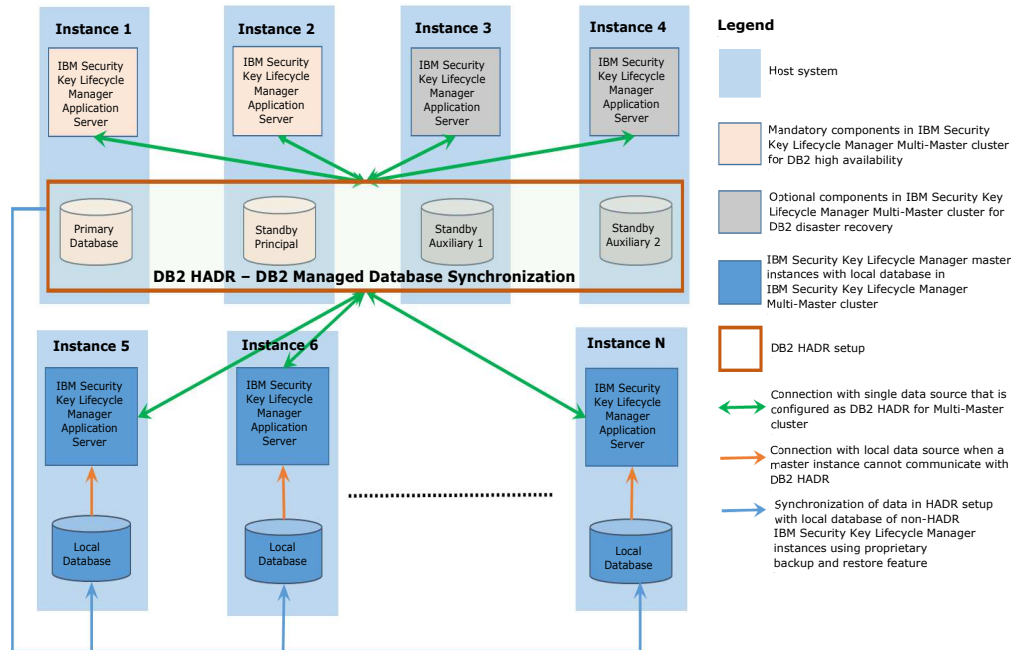 Instance 1
Instance 2
Instance 3
Instance 4
IBM Security
Key Lifecycle
Manager
Application
Server
IBM Security
Key Lifecycle
Manager
Application
Server
IBM Security
Key Lifecycle
Manager
Application
Server
IBM Security
Key Lifecycle
Manager
Application
Server
Primary
Database
Standby
Principal
Standby
Auxiliary 1
Standby
Auxiliary 2
DB2 HADR – DB2 Managed Database Synchronization
Instance 5
Instance 6
Instance N
IBM Security
Key Lifecycle
Manager
Application
Server
IBM Security
Key Lifecycle
Manager
Application
Server
IBM Security
Key Lifecycle
Manager
Application
Server
Local
Database
Local
Database
Local
Database
Legend
Host system
Mandatory components in IBM Security
Key Lifecycle Manager Multi-Master cluster
for DB2 high availability
Optional components in IBM Security Key
Lifecycle Manager Multi-Master cluster for
DB2 disaster recovery
IBM Security Key Lifecycle Manager master
instances with local database in
IBM Security Key Lifecycle Manager
Multi-Master cluster
DB2 HADR setup
Connection with single data source that is
configured as DB2 HADR for Multi-Master
cluster
Connection with local data source when a
master instance cannot communicate with
DB2 HADR
Synchronization of data in HADR setup
with local database of non-HADR
IBM Security Key Lifecycle Manager
instances using proprietary
backup and restore feature